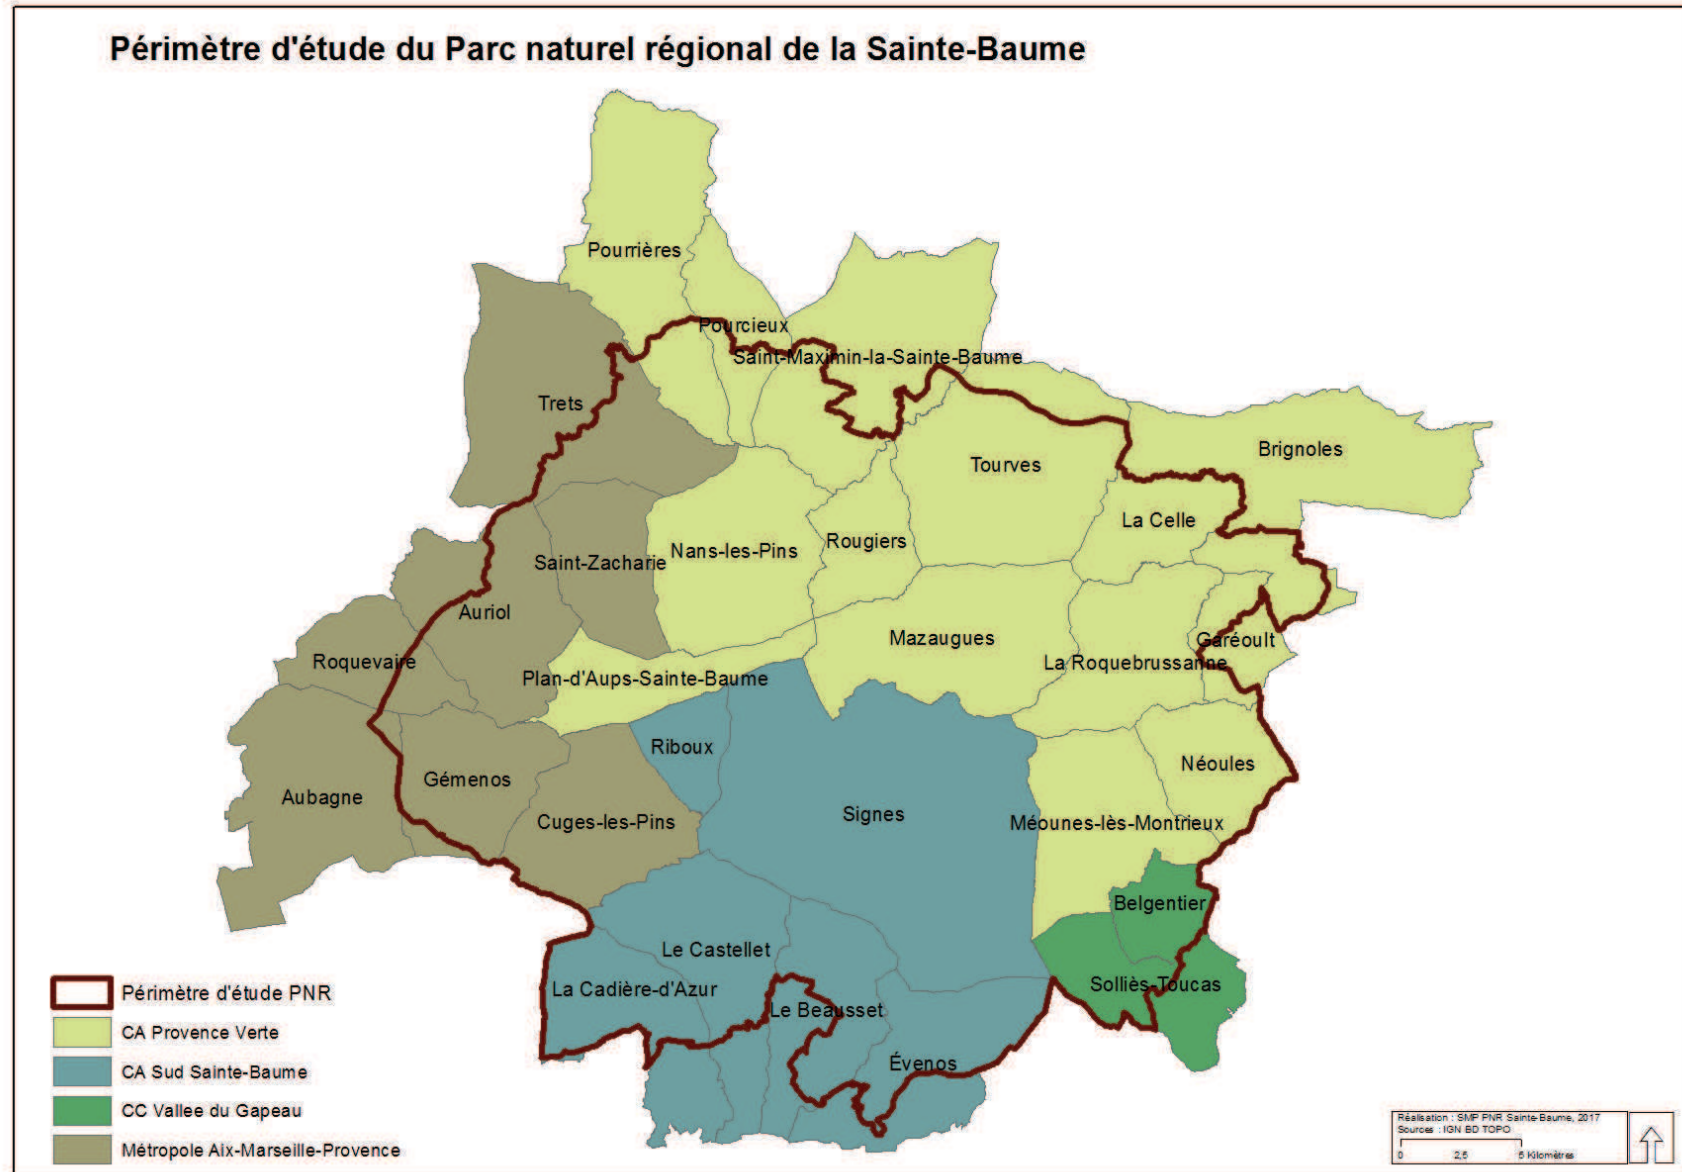 Périmètre d'étude du Parc naturel régional de la Sainte-Baume
Pourrières
Pourcieux
Saint-Maximin-la-Sainte-Baume
Trets
Brignoles
Tourves
La Celle
Rougiers
Nans-les-Pins
Saint-Zacharie
Auriol
Mazaugues
Garéoult
La Roquebrussanne
Roquevaire
Plan-d'Aups-Sainte-Baume
Riboux
Néoules
Gémenos
Aubagne
Signes
Cuges-les-Pins
Méounes-lès-Montrieux
Belgentier
Le Castellet
Solliès-Toucas
La Cadière-d'Azur
Le Beausset
Évenos
Périmètre d'étude PNR
CA Provence Verte
CA Sud Sainte-Baume
CC Vallee du Gapeau
Métropole Aix-Marseille-Provence
Réalisation : SMP PNR Sainte-Baume, 2017
Sources : IGN BD TOPO
0 2,5 5 Kilomètres